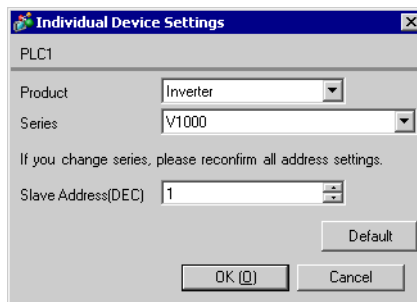 Individual Device Settings
PLC1
Product Inverter
Series V1000
If you change series, please reconfirm all address settings.
Slave Address(DEC) 1
Default
OK (O) Cancel